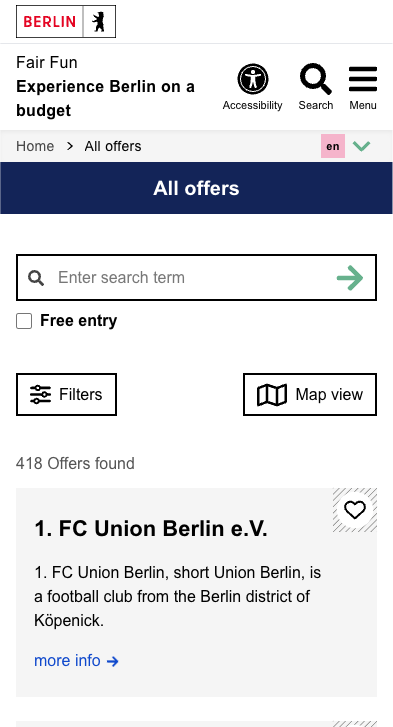 BERLIN
Fair Fun
Experience Berlin on a
budget
Accessibility
Search
Menu
Home > All offers
en
All offers
Enter search term
Free entry
Filters
Map view
418 Offers found
1. FC Union Berlin e.V.
1. FC Union Berlin, short Union Berlin, is
a football club from the Berlin district of
Köpenick.
more info →